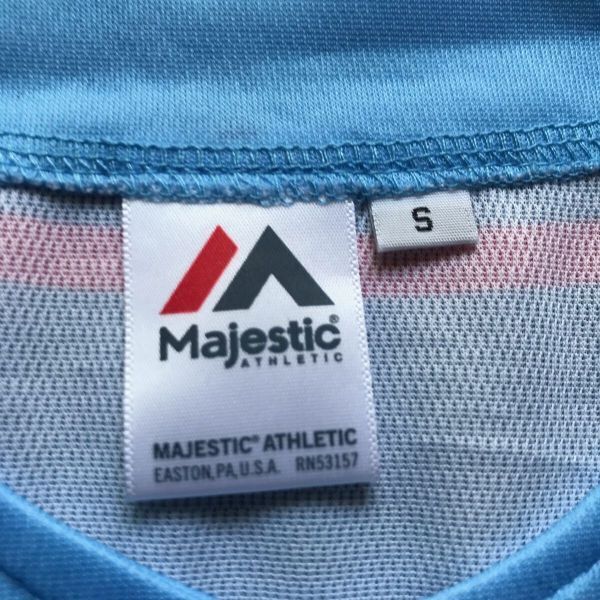 S
Majestic®
ATHLETIC
MAJESTIC® ATHLETIC
EASTON, PA, U.S.A. RN53157